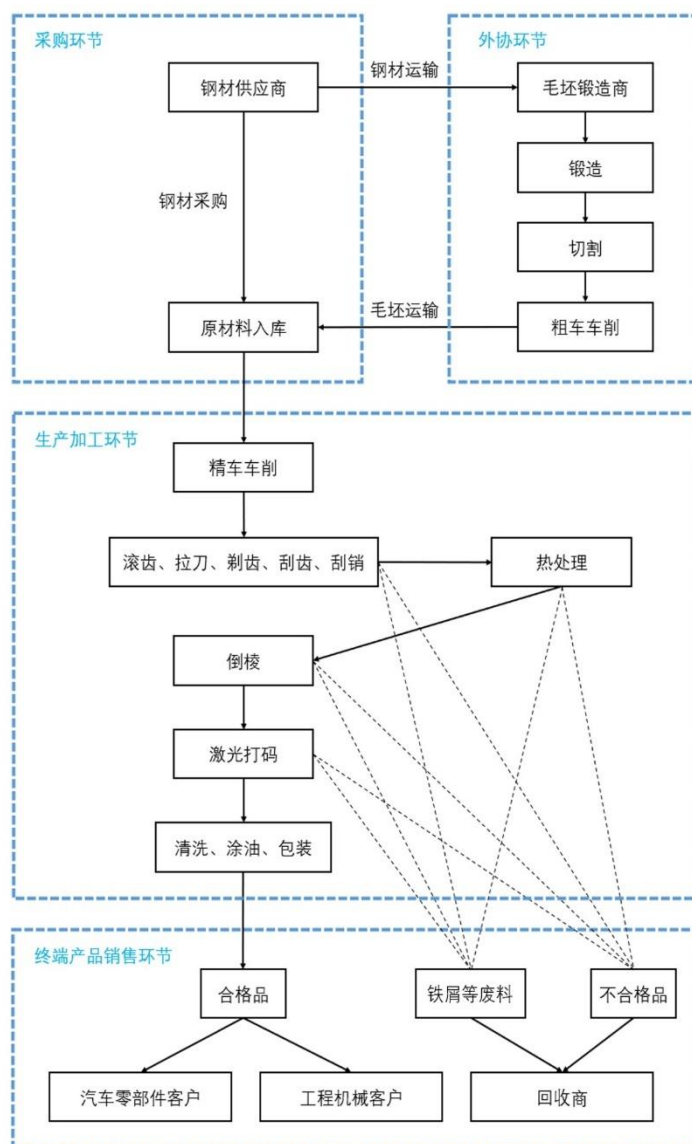 采购环节
外协环节
钢材供应商
钢材运输
毛坯锻造商
锻造
钢材采购
切割
原材料入库
毛坯运输
粗车车削
生产加工环节
精车车削
滚齿、拉刀、剃齿、刮齿、刮销
热处理
倒棱
激光打码
清洗、涂油、包装
终端产品销售环节
合格品
铁屑等废料
不合格品
汽车零部件客户
工程机械客户
回收商